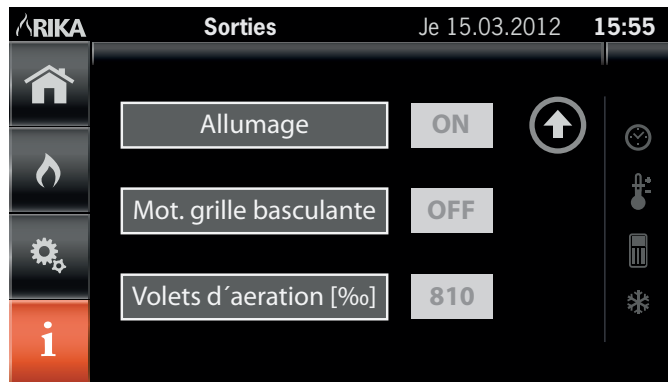 RIKA Sorties Je 15.03.2012 15:55
Allumage ON
Mot. grille basculante OFF
Volets d´aeration [‰] 810
i